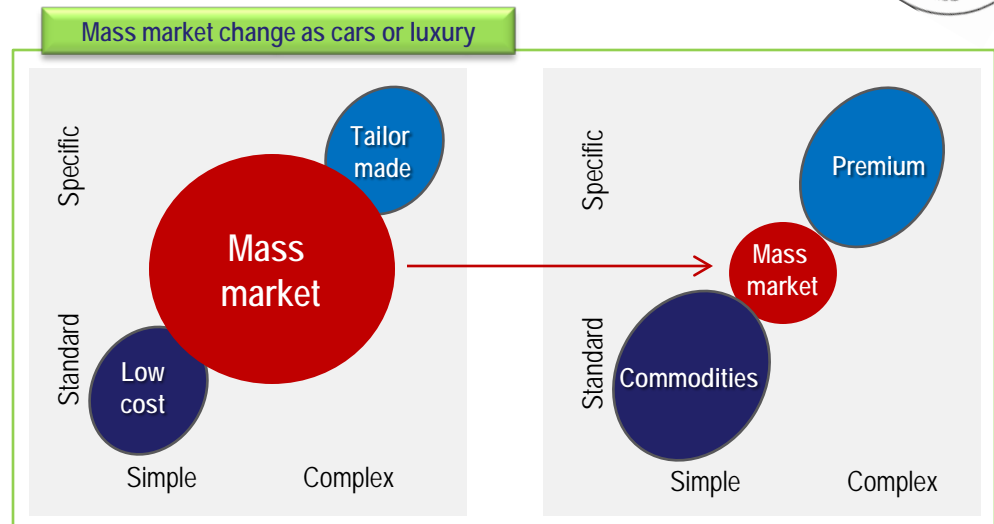 Mass market change as cars or luxury
Specific
Standard
Tailor
made
Mass
market
Low
cost
Simple
Complex
Specific
Standard
Premium
Mass
market
Commodities
Simple
Complex